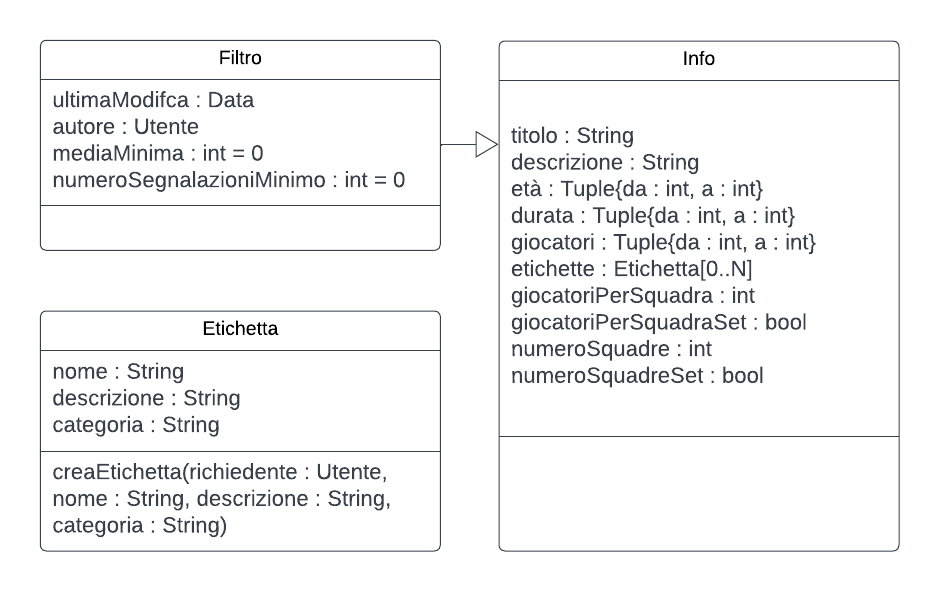 Filtro
ultimaModifca : Data
autore : Utente
mediaMinima : int = 0
numeroSegnalazioniMinimo : int = 0
Info
titolo : String
descrizione : String
età : Tuple{da : int, a : int}
durata : Tuple{da : int, a : int}
giocatori : Tuple{da : int, a : int}
etichette : Etichetta[0..N]
giocatoriPerSquadra : int
giocatoriPerSquadraSet : bool
numeroSquadre : int
numeroSquadreSet : bool
Etichetta
nome : String
descrizione : String
categoria : String
creaEtichetta(richiedente : Utente,
nome : String, descrizione : String,
categoria : String)